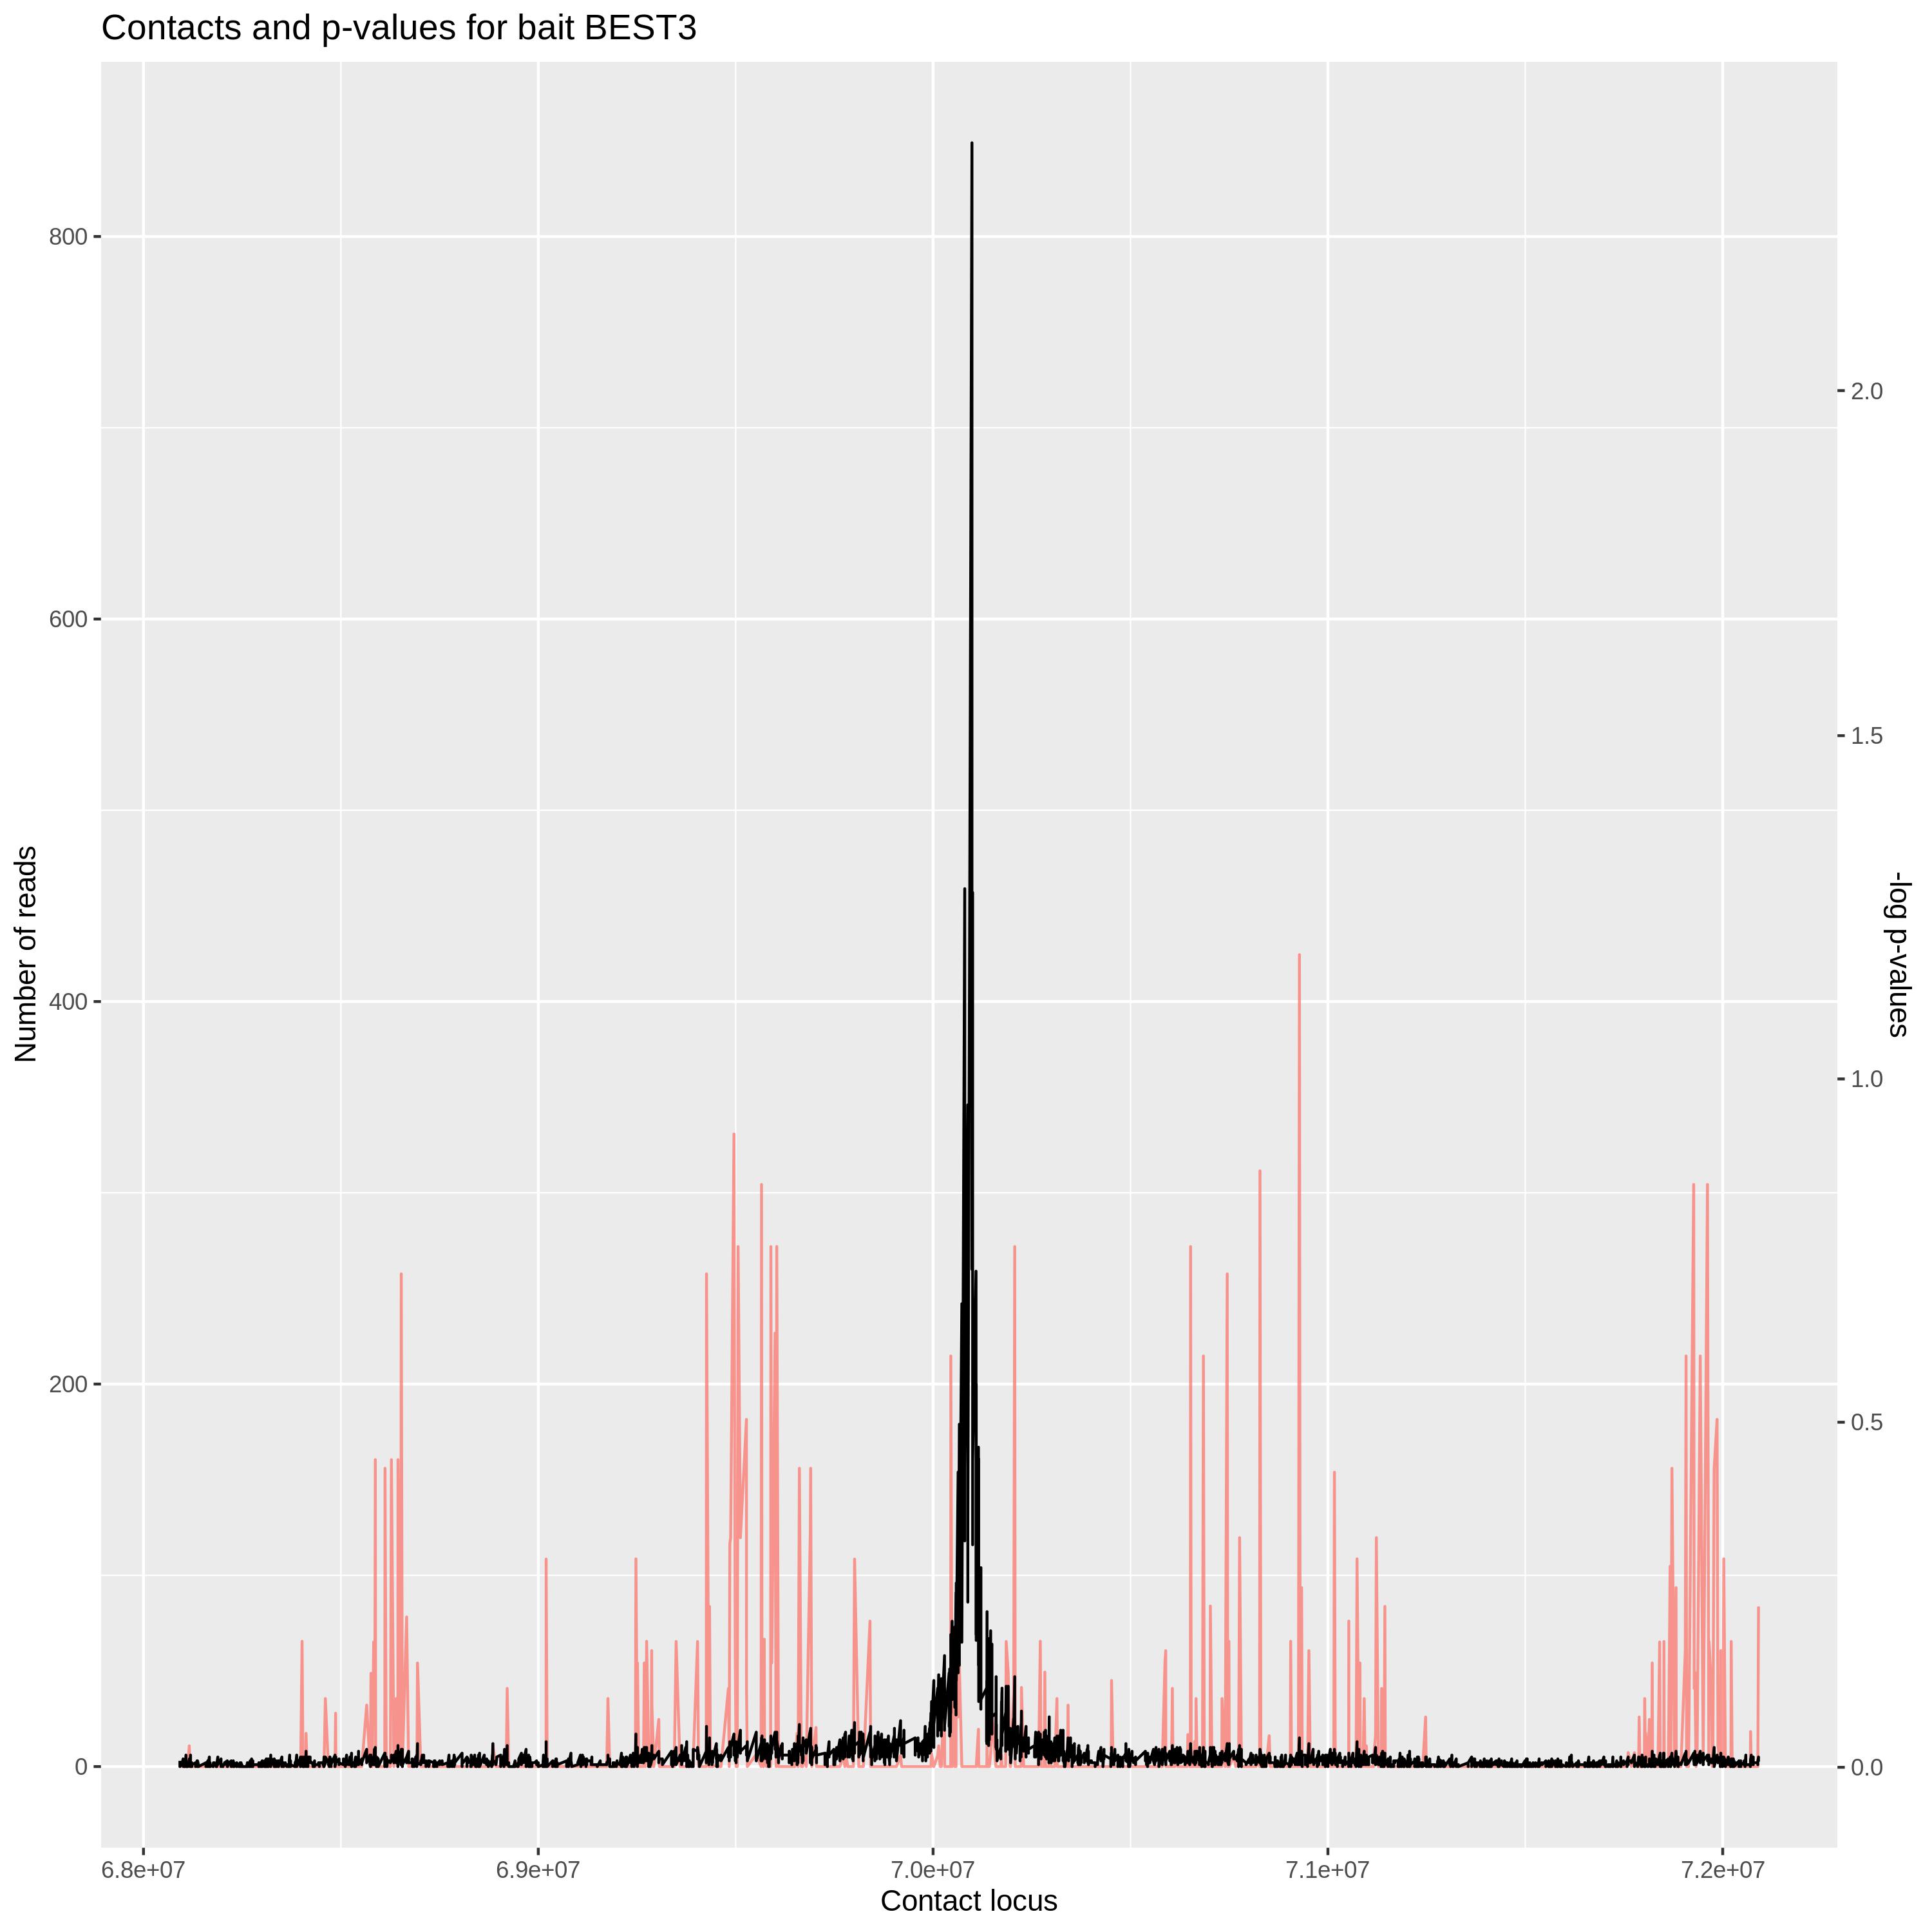 Contacts and p-values for bait BEST3
800
600
400
200
0
Number of reads
2.0
1.5
1.0
0.5
0.0
-log p-values
6.8e+07
6.9e+07
7.0e+07
7.1e+07
7.2e+07
Contact locus